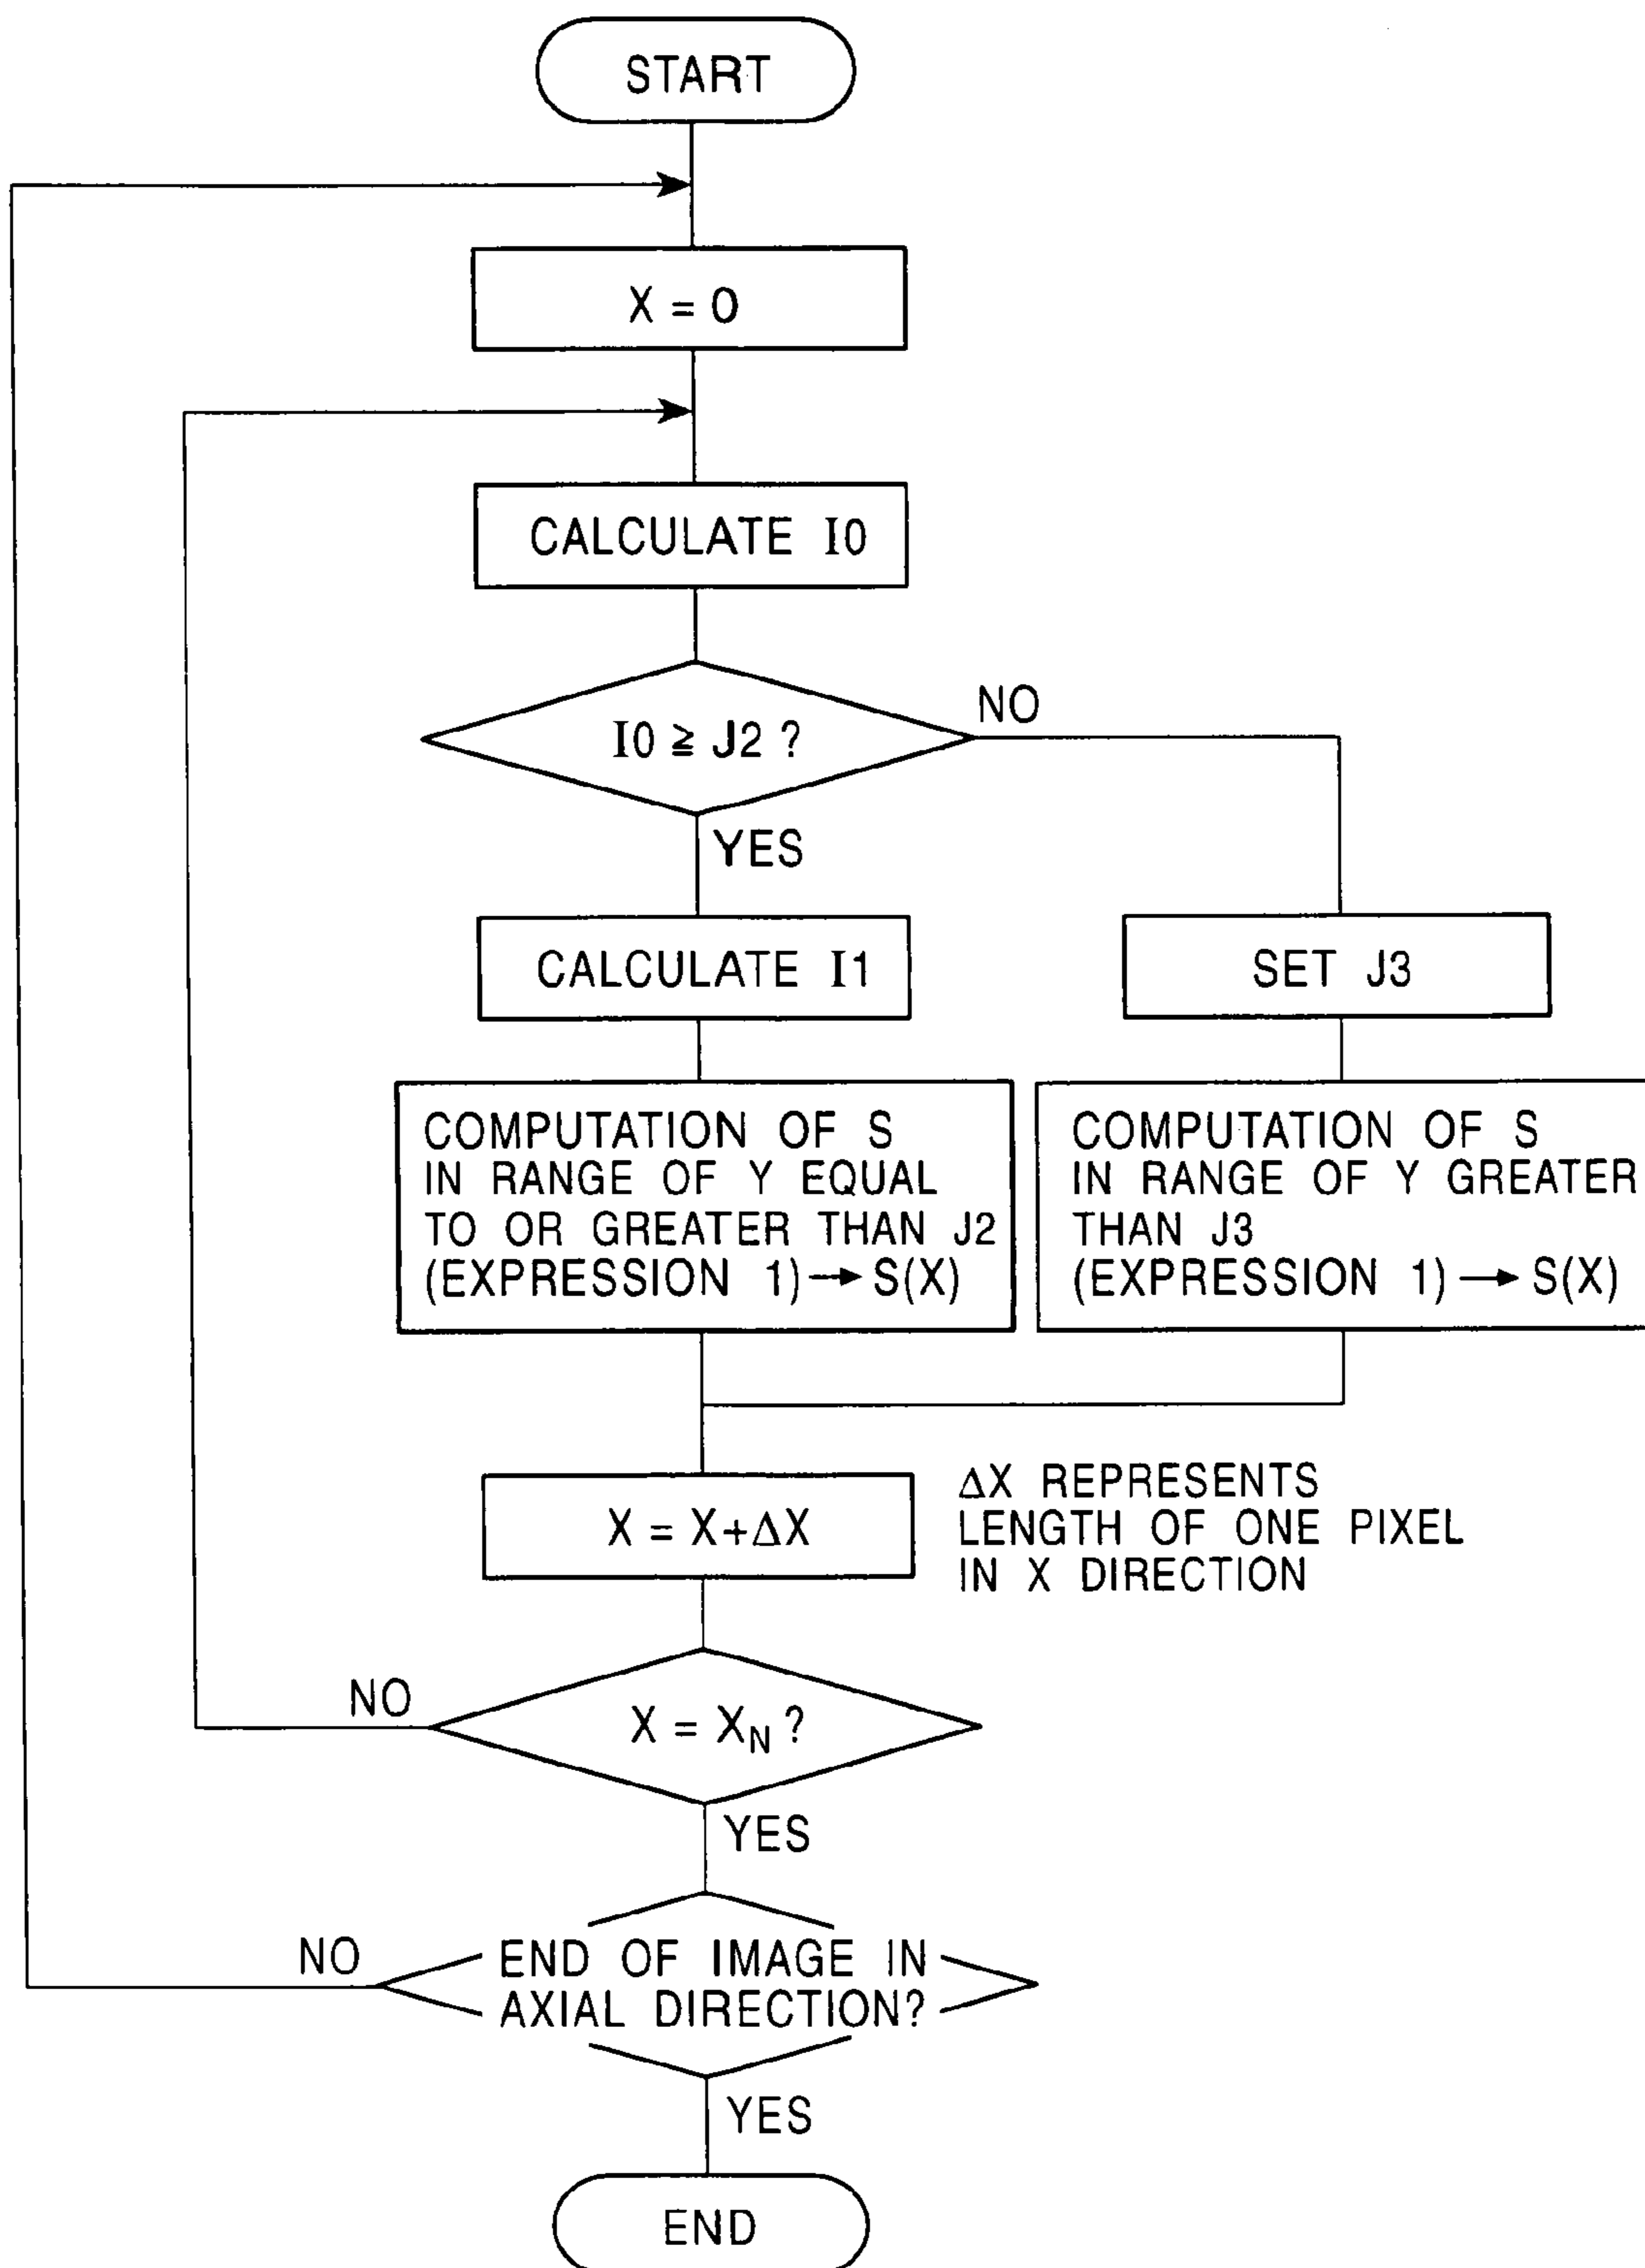 START
X = 0
CALCULATE I0
I0 ≧ J2 ?
NO
YES
CALCULATE I1
SET J3
COMPUTATION OF S
IN RANGE OF Y EQUAL
TO OR GREATER THAN J2
(EXPRESSION 1) → S(X)
COMPUTATION OF S
IN RANGE OF Y GREATER
THAN J3
(EXPRESSION 1) → S(X)
X = X+ΔX
ΔX REPRESENTS
LENGTH OF ONE PIXEL
IN X DIRECTION
NO
X = X_N ?
YES
NO
END OF IMAGE IN
AXIAL DIRECTION?
YES
END